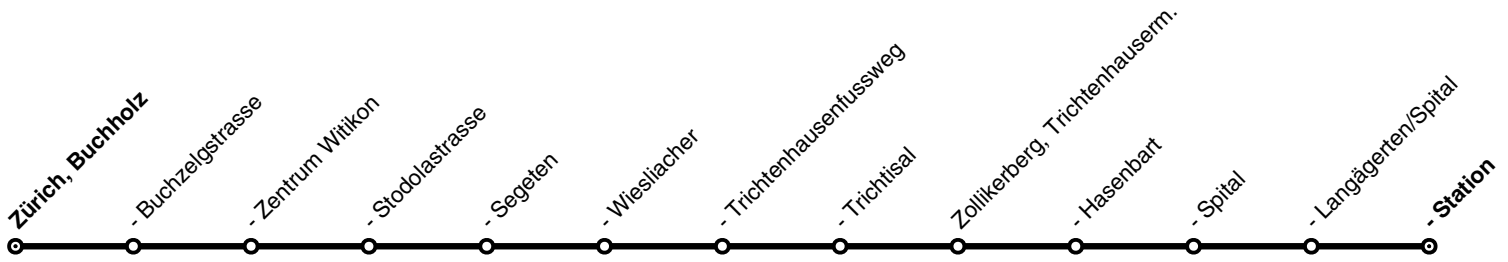 Zürich, Buchholz
- Buchzelgstrasse
- Zentrum Witikon
- Stodolastrasse
- Segeten
- Wiesliacher
- Trichtenhausenfussweg
- Trichtisal
Zollikerberg, Trichtenhauserm.
- Hasenbart
- Spital
- Langägerten/Spital
- Station